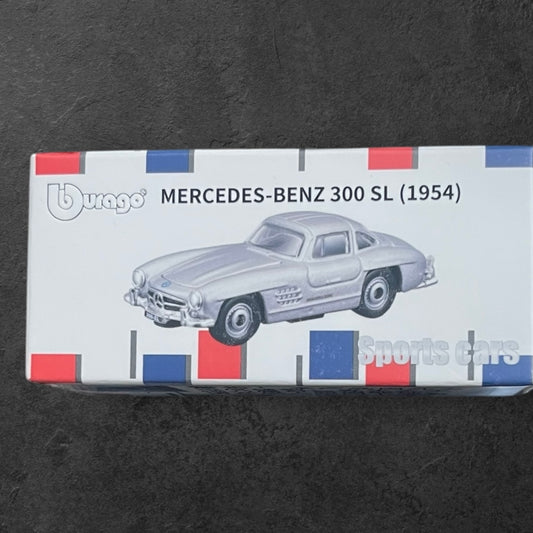 Burago
MERCEDES-BENZ 300 SL (1954)
Sports cars